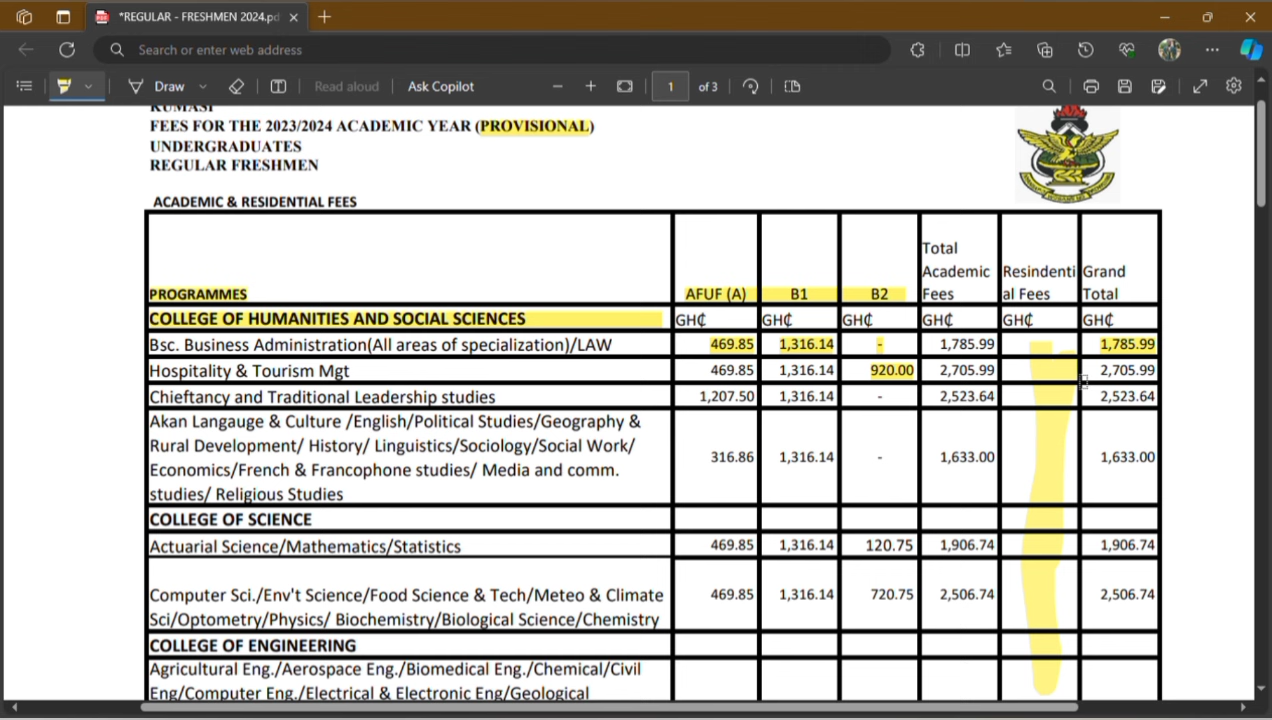 *REGULAR - FRESHMEN 2024.pd
Search or enter web address
Draw
Read aloud
Ask Copilot
1 of 3
KUMASI
FEES FOR THE 2023/2024 ACADEMIC YEAR (PROVISIONAL)
UNDERGRADUATES
REGULAR FRESHMEN
ACADEMIC & RESIDENTIAL FEES
PROGRAMMES AFUF (A) B1 B2 Total Academic Fees Resindential Fees Grand Total
COLLEGE OF HUMANITIES AND SOCIAL SCIENCES GH₵ GH₵ GH₵ GH₵ GH₵ GH₵
Bsc. Business Administration(All areas of specialization)/LAW 469.85 1,316.14 - 1,785.99 1,785.99
Hospitality & Tourism Mgt 469.85 1,316.14 920.00 2,705.99 2,705.99
Chieftancy and Traditional Leadership studies 1,207.50 1,316.14 - 2,523.64 2,523.64
Akan Langauge & Culture /English/Political Studies/Geography &
Rural Development/ History/ Linguistics/Sociology/Social Work/
Economics/French & Francophone studies/ Media and comm.
studies/ Religious Studies
316.86 1,316.14 - 1,633.00 1,633.00
COLLEGE OF SCIENCE
Actuarial Science/Mathematics/Statistics 469.85 1,316.14 120.75 1,906.74 1,906.74
Computer Sci./Env't Science/Food Science & Tech/Meteo & Climate
Sci/Optometry/Physics/ Biochemistry/Biological Science/Chemistry
469.85 1,316.14 720.75 2,506.74 2,506.74
COLLEGE OF ENGINEERING
Agricultural Eng./Aerospace Eng./Biomedical Eng./Chemical/Civil
Eng/Computer Eng./Electrical & Electronic Eng/Geological